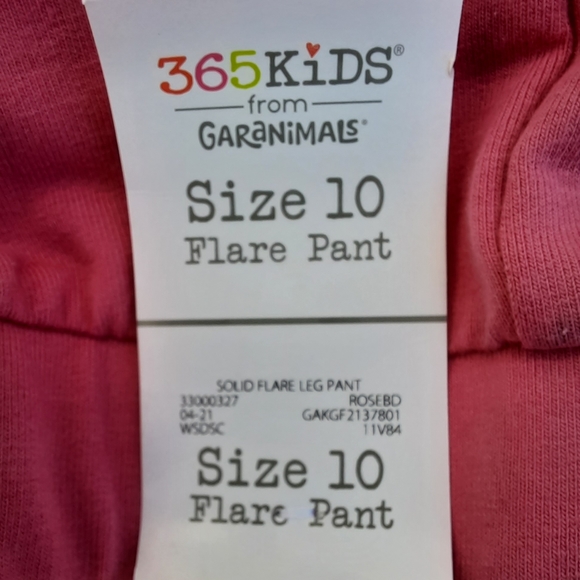 365KiDS®
from
GARANiMALS®
Size 10
Flare Pant
SOLID FLARE LEG PANT
33000327 ROSEBD
04-21 GAKGF2137801
WSDSC 11V84
Size 10
Flare Pant